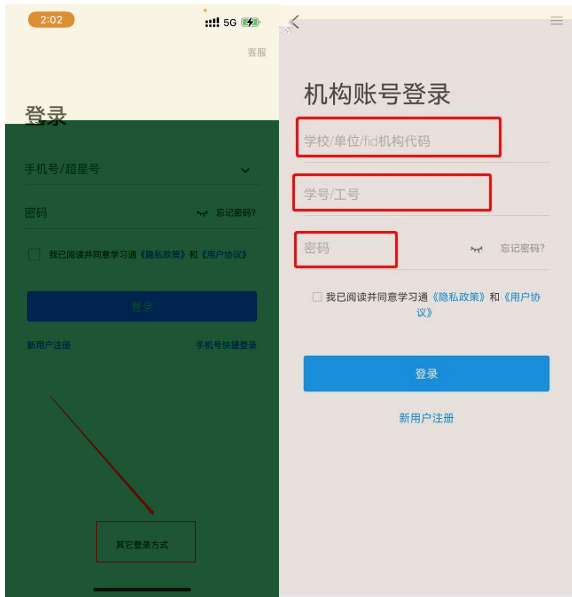 2:02
5G
客服
登录
手机号/超星号
密码
忘记密码?
我已阅读并同意学习通《隐私政策》和《用户协议》
登录
新用户注册
手机号快捷登录
其它登录方式
机构账号登录
学校/单位/fid机构代码
学号/工号
密码
忘记密码?
我已阅读并同意学习通《隐私政策》和《用户协
议》
登录
新用户注册